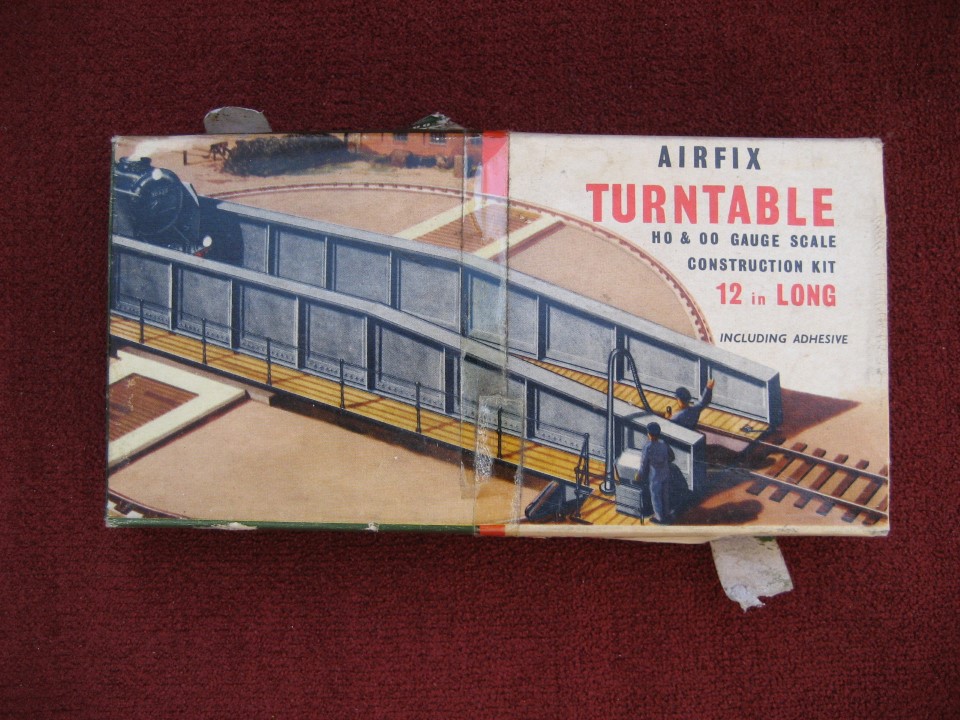 AIRFIX
TURNTABLE
HO & OO GAUGE SCALE
CONSTRUCTION KIT
12 in LONG
INCLUDING ADHESIVE